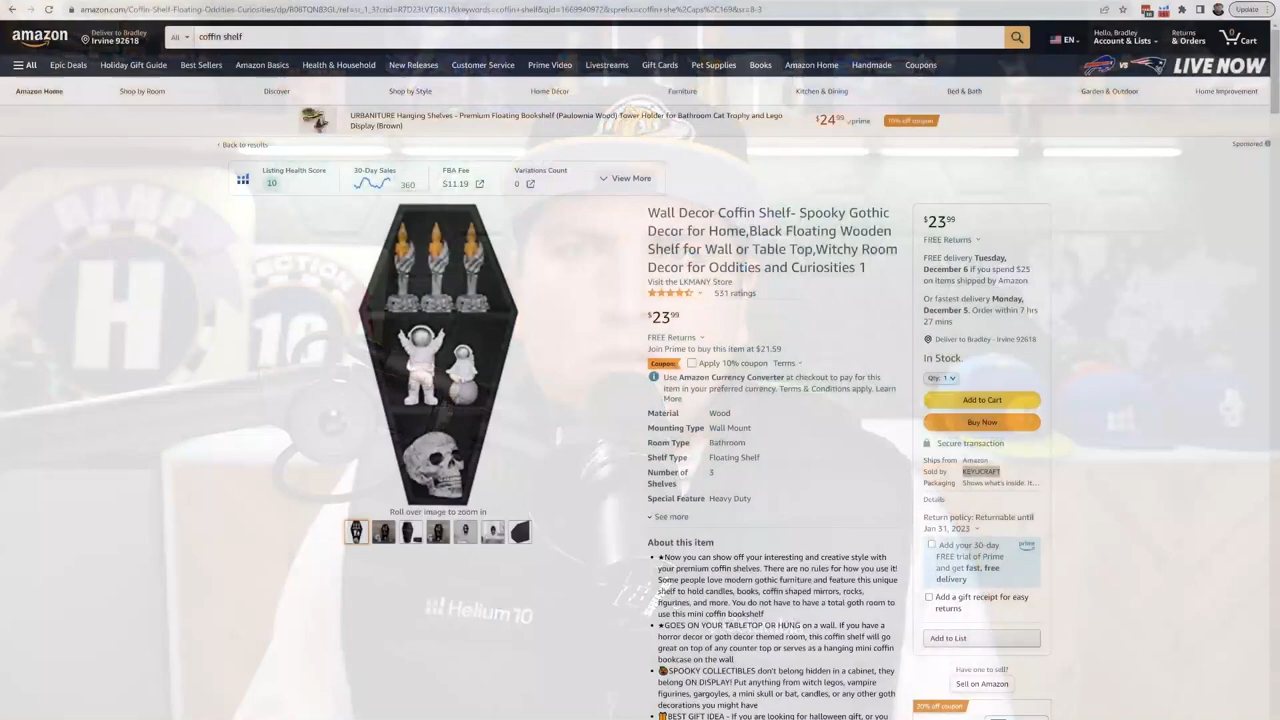 amazon.com/Coffin-Shelf-Floating-Oddities-Curiosities/dp/R06TQN83GL/ref=sr_1_3?crid=R7D23LVTGKJ1&keywords=coffin+shelf&qid=1669940972&sprefix=coffin+she%2Caps%2C169&sr=8-3
Update
amazon
Deliver to Bradley
Irvine 92618
All
coffin shelf
EN
Hello, Bradley
Account & Lists
Returns
& Orders
0
Cart
All
Epic Deals
Holiday Gift Guide
Best Sellers
Amazon Basics
Health & Household
New Releases
Customer Service
Prime Video
Livestreams
Gift Cards
Pet Supplies
Books
Amazon Home
Handmade
Coupons
VS
LIVE NOW
Amazon Home
Shop by Room
Discover
Shop by Style
Home Décor
Furniture
Kitchen & Dining
Bed & Bath
Garden & Outdoor
Home Improvement
URBANITURE Hanging Shelves - Premium Floating Bookshelf (Paulownia Wood) Tower Holder for Bathroom Cat Trophy and Lego
Display (Brown)
$24.99
prime
10% off coupon
‹ Back to results
Sponsored
Listing Health Score
10
30-Day Sales
360
FBA Fee
$11.19
Variations Count
0
View More
Wall Decor Coffin Shelf- Spooky Gothic
Decor for Home,Black Floating Wooden
Shelf for Wall or Table Top,Witchy Room
Decor for Oddities and Curiosities 1
Visit the LKMANY Store
531 ratings
$23.99
FREE Returns
Join Prime to buy this item at $21.59
Coupon: Apply 10% coupon Terms
Use Amazon Currency Converter at checkout to pay for this
item in your preferred currency. Terms & Conditions apply. Learn
More
Material Wood
Mounting Type Wall Mount
Room Type Bathroom
Shelf Type Floating Shelf
Number of 3
Shelves
Special Feature Heavy Duty
See more
About this item
• ★Now you can show off your interesting and creative style with
your premium coffin shelves. There are no rules for how you use it!
Some people love modern gothic furniture and feature this unique
shelf to hold candles, books, coffin shaped mirrors, rocks,
figurines, and more. You do not have to have a total goth room to
use this mini coffin bookshelf
• ★GOES ON YOUR TABLETOP OR HUNG on a wall. If you have a
horror decor or goth decor themed room, this coffin shelf will go
great on top of any counter top or serves as a hanging mini coffin
bookcase on the wall
• SPOOKY COLLECTIBLES don't belong hidden in a cabinet, they
belong ON DISPLAY! Put anything from witch legos, vampire
figurines, gargoyles, a mini skull or bat, candles, or any other goth
decorations you might have
• BEST GIFT IDEA - If you are looking for halloween gift, or you
Roll over image to zoom in
$23.99
FREE Returns
FREE delivery Tuesday,
December 6 if you spend $25
on items shipped by Amazon
Or fastest delivery Monday,
December 5. Order within 7 hrs
27 mins
Deliver to Bradley - Irvine 92618
In Stock.
Qty: 1
Add to Cart
Buy Now
Secure transaction
Ships from Amazon
Sold by KEYUCRAFT
Packaging Shows what's inside. It...
Details
Return policy: Returnable until
Jan 31, 2023
Add your 30-day
FREE trial of Prime
and get fast, free
delivery
prime
Add a gift receipt for easy
returns
Add to List
Have one to sell?
Sell on Amazon
20% off coupon
Helium 10